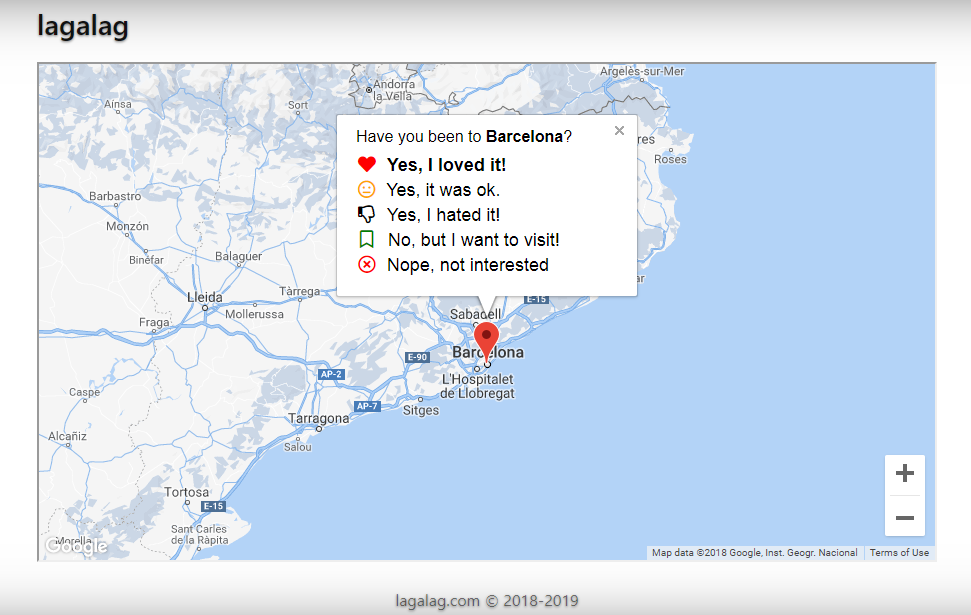 lagalag
Argelès-sur-Mer
Andorra
la Vella
Ainsa
Sort
Have you been to Barcelona?
×
res
Roses
Yes, I loved it!
Yes, it was ok.
Yes, I hated it!
No, but I want to visit!
Nope, not interested
Barbastro
Monzón
Binéfar
Balaguer
ar
Lleida
Tàrrega
E-15
Mollerussa
Sabadell
Fraga
Barcelona
E-90
AP-2
L'Hospitalet
de Llobregat
Caspe
AP-7
Sitges
Tarragona
Alcañiz
Salou
+
Tortosa
E-15
−
Sant Carles
de la Ràpita
Morella
Google
Map data ©2018 Google, Inst. Geogr. Nacional
Terms of Use
lagalag.com © 2018-2019